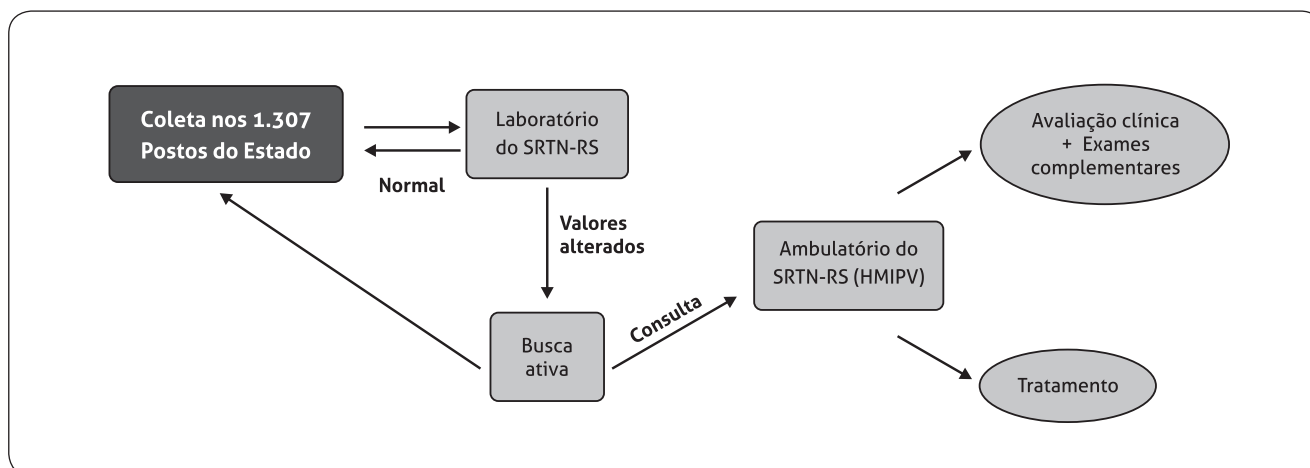 Coleta nos 1.307
Postos do Estado
Normal
Laboratório
do SRTN-RS
Valores
alterados
Busca
ativa
Consulta
Ambulatório do
SRTN-RS (HMIPV)
Avaliação clínica
+ Exames
complementares
Tratamento